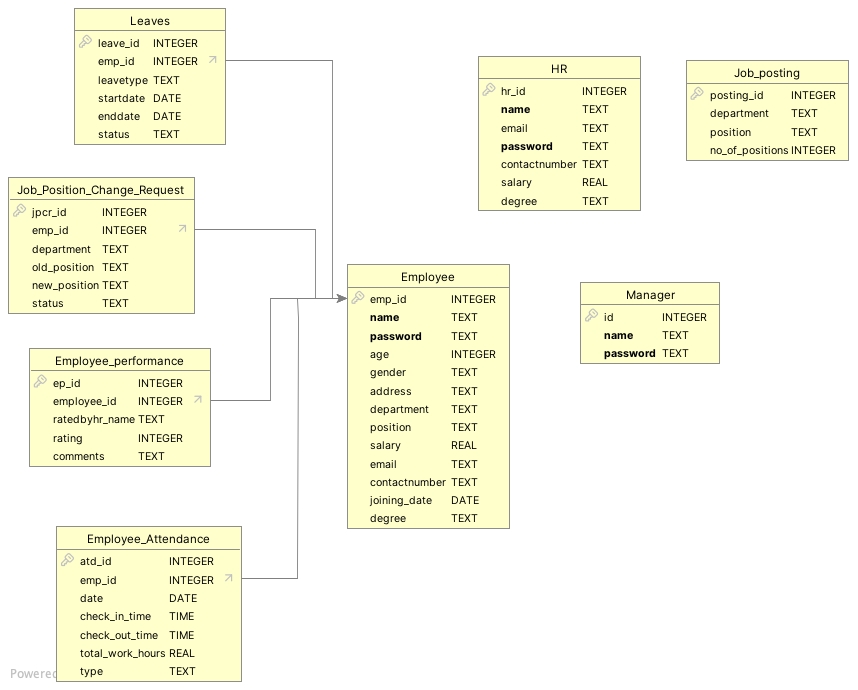 Leaves
leave_id INTEGER
emp_id INTEGER
leavetype TEXT
startdate DATE
enddate DATE
status TEXT
HR
hr_id INTEGER
name TEXT
email TEXT
password TEXT
contactnumber TEXT
salary REAL
degree TEXT
Job_posting
posting_id INTEGER
department TEXT
position TEXT
no_of_positions INTEGER
Job_Position_Change_Request
jpcr_id INTEGER
emp_id INTEGER
department TEXT
old_position TEXT
new_position TEXT
status TEXT
Employee
emp_id INTEGER
name TEXT
password TEXT
age INTEGER
gender TEXT
address TEXT
department TEXT
position TEXT
salary REAL
email TEXT
contactnumber TEXT
joining_date DATE
degree TEXT
Manager
id INTEGER
name TEXT
password TEXT
Employee_performance
ep_id INTEGER
employee_id INTEGER
ratedbyhr_name TEXT
rating INTEGER
comments TEXT
Employee_Attendance
atd_id INTEGER
emp_id INTEGER
date DATE
check_in_time TIME
check_out_time TIME
total_work_hours REAL
type TEXT
Powered